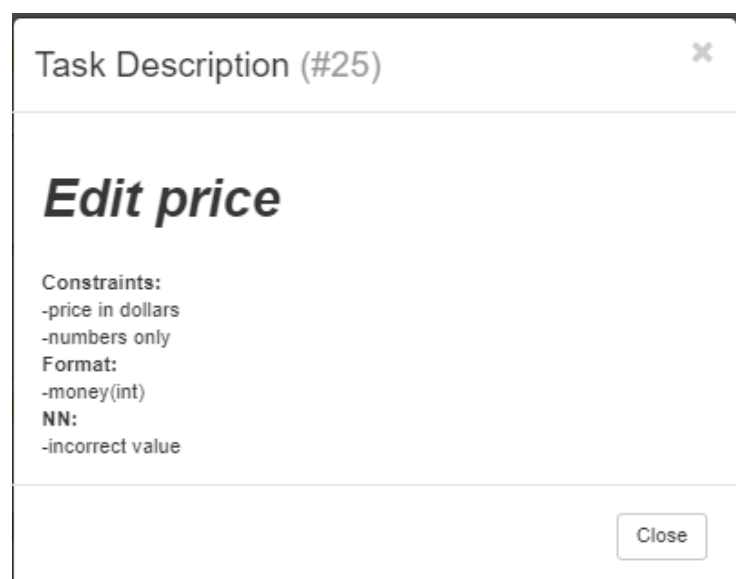 Task Description (#25)
×
Edit price
Constraints:
-price in dollars
-numbers only
Format:
-money(int)
NN:
-incorrect value
Close